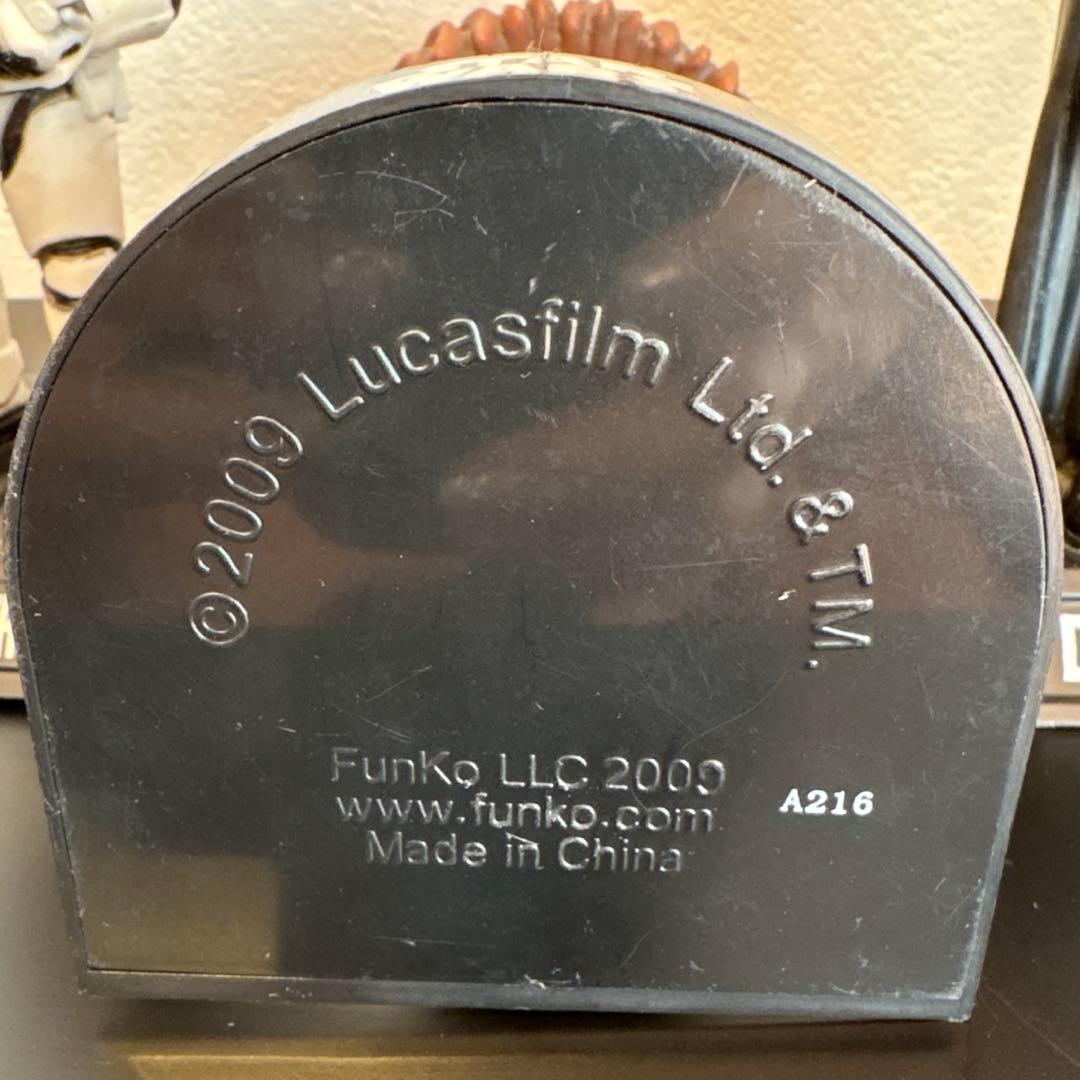 ©2009 Lucasfilm Ltd. & TM.
FunKo LLC 2009
www.funko.com
A216
Made in China